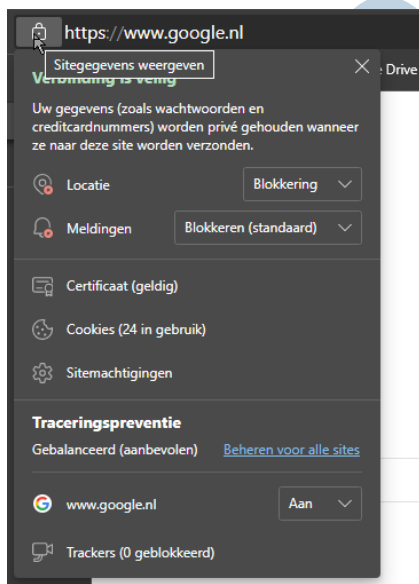 https://www.google.nl
Sitegegevens weergeven
Verbinding is veilig
Drive
Uw gegevens (zoals wachtwoorden en
creditcardnummers) worden privé gehouden wanneer
ze naar deze site worden verzonden.
Locatie
Blokkering
Meldingen
Blokkeren (standaard)
Certificaat (geldig)
Cookies (24 in gebruik)
Sitemachtigingen
Traceringspreventie
Gebalanceerd (aanbevolen)
Beheren voor alle sites
www.google.nl
Aan
Trackers (0 geblokkeerd)